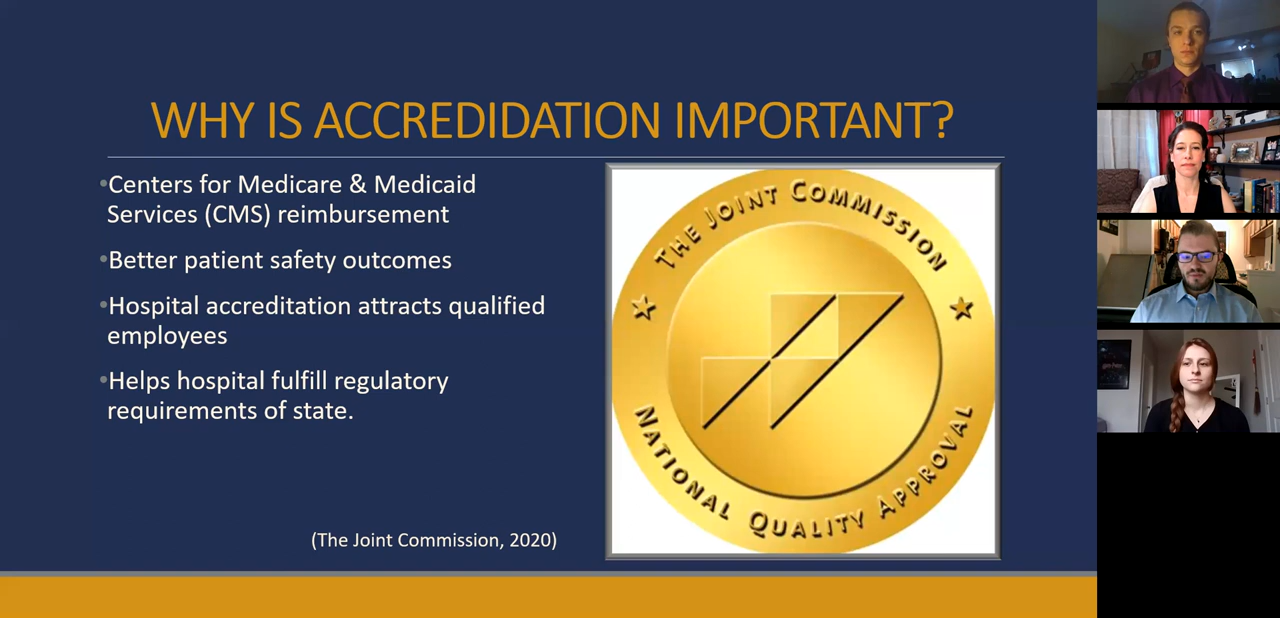 WHY IS ACCREDIDATION IMPORTANT?
•Centers for Medicare & Medicaid
Services (CMS) reimbursement
•Better patient safety outcomes
•Hospital accreditation attracts qualified
employees
•Helps hospital fulfill regulatory
requirements of state.
(The Joint Commission, 2020)
THE JOINT COMMISSION
NATIONAL QUALITY APPROVAL